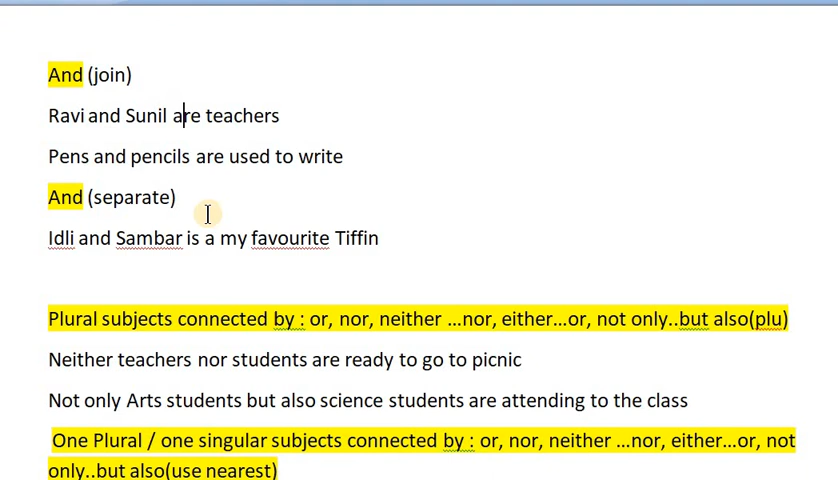 And (join)
Ravi and Sunil are teachers
Pens and pencils are used to write
And (separate)
Idli and Sambar is a my favourite Tiffin
Plural subjects connected by : or, nor, neither ...nor, either...or, not only..but also(plu)
Neither teachers nor students are ready to go to picnic
Not only Arts students but also science students are attending to the class
One Plural / one singular subjects connected by : or, nor, neither ...nor, either...or, not
only..but also(use nearest)